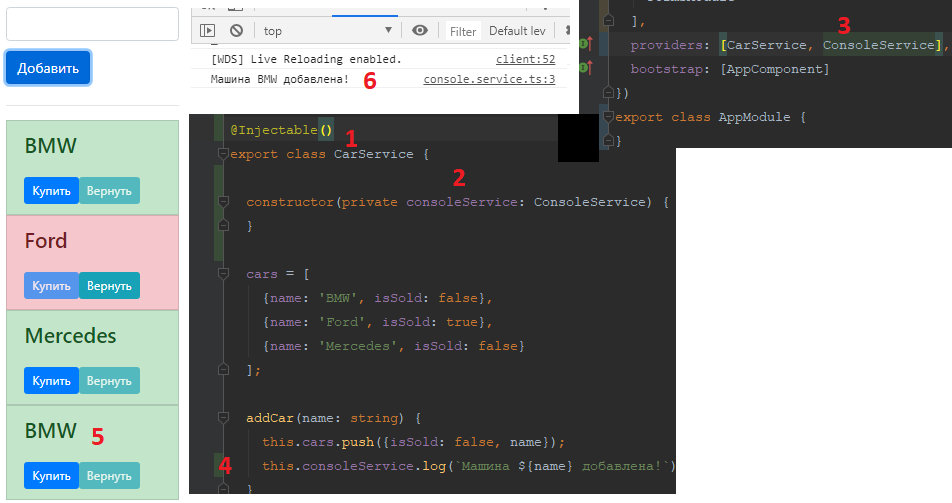 Добавить
BMW
Купить Вернуть
Ford
Купить Вернуть
Mercedes
Купить Вернуть
BMW 5
Купить Вернуть
top Filter Default lev
[WDS] Live Reloading enabled. client:52
Машина BMW добавлена! 6 console.service.ts:3
],
3
providers: [CarService, ConsoleService],
bootstrap: [AppComponent]
})
export class AppModule {
}
@Injectable() 1
export class CarService {
2
constructor(private consoleService: ConsoleService) {
}
cars = [
{name: 'BMW', isSold: false},
{name: 'Ford', isSold: true},
{name: 'Mercedes', isSold: false}
];
addCar(name: string) {
this.cars.push({isSold: false, name});
4 this.consoleService.log(`Машина ${name} добавлена!`)
}